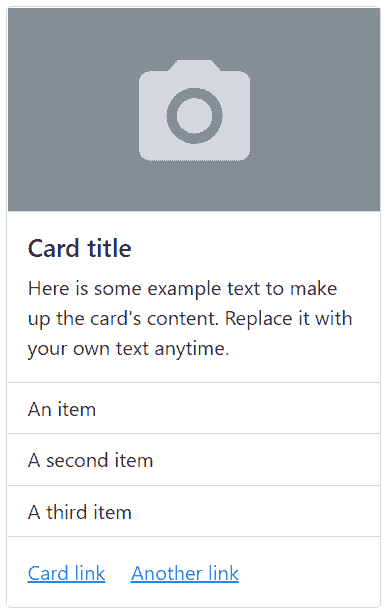 Card title
Here is some example text to make
up the card's content. Replace it with
your own text anytime.
An item
A second item
A third item
Card link Another link